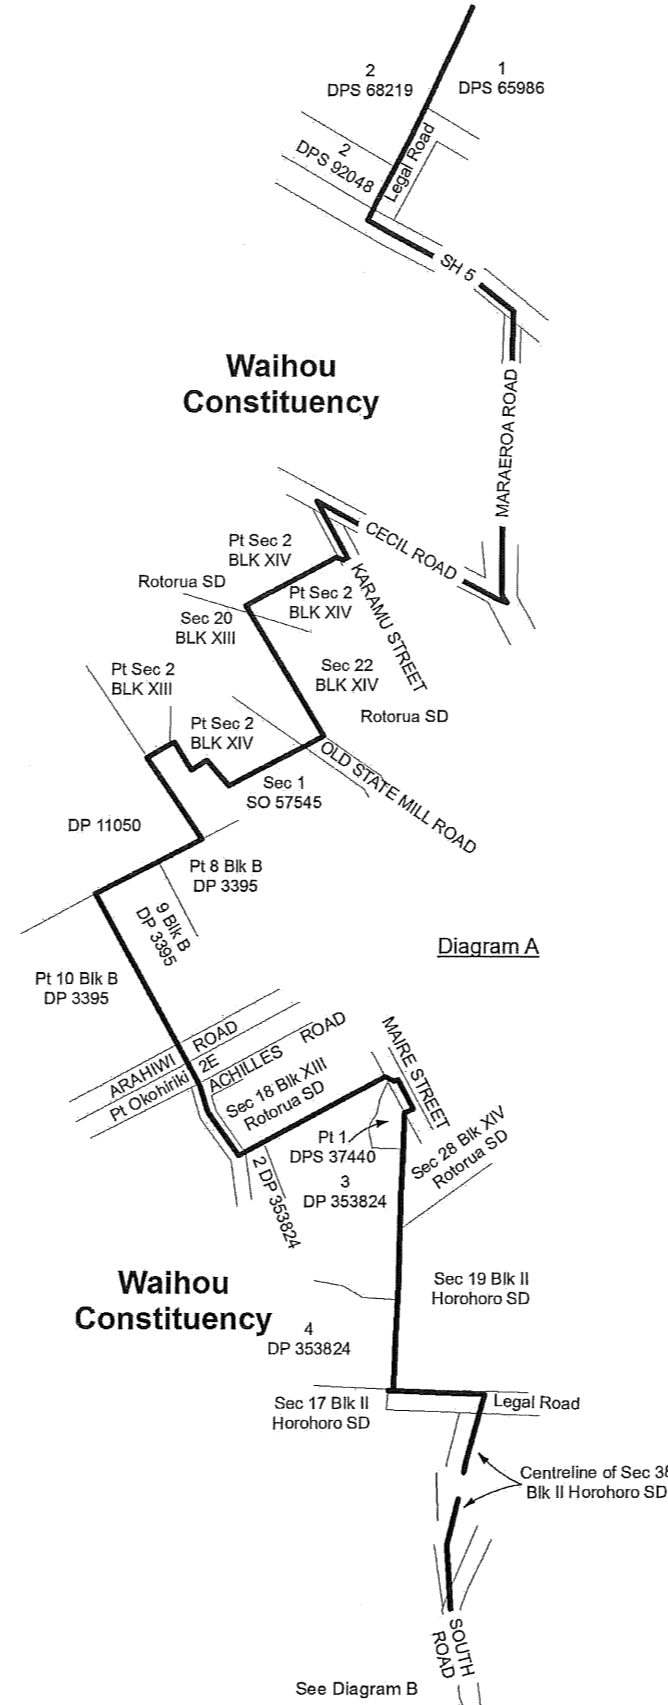 2
DPS 68219
1
DPS 65986
Legal Road
2
DPS 92048
SH 5
Waihou
Constituency
MARAEROA ROAD
CECIL ROAD
Pt Sec 2
BLK XIV
Rotorua SD
Pt Sec 2
BLK XIV
KARAMU STREET
Sec 20
BLK XIII
Sec 22
BLK XIV
Pt Sec 2
BLK XIII
Rotorua SD
Pt Sec 2
BLK XIV
OLD STATE MILL ROAD
Sec 1
SO 57545
DP 11050
Pt 8 Blk B
DP 3395
9 Blk B
DP 3395
Diagram A
Pt 10 Blk B
DP 3395
ARAHIWI ROAD
Pt Okohiriki 2E
ACHILLES ROAD
MAIRE STREET
Sec 18 Blk XIII
Rotorua SD
Pt 1
DPS 37440
Sec 28 Blk XIV
Rotorua SD
2 DP 353824
3
DP 353824
Waihou
Constituency
Sec 19 Blk II
Horohoro SD
4
DP 353824
Sec 17 Blk II
Horohoro SD
Legal Road
Centreline of Sec 38
Blk II Horohoro SD
SOUTH
ROAD
See Diagram B